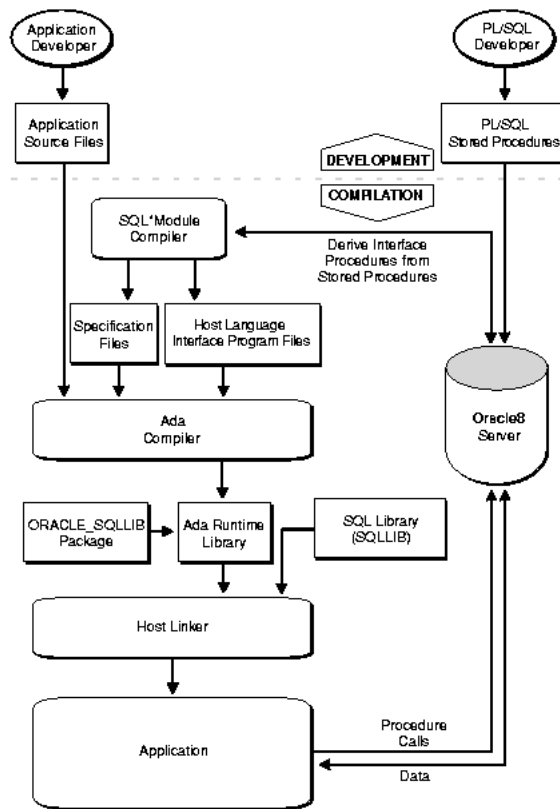 Application
Developer
PL/SQL
Developer
Application
Source Files
PL/SQL
Stored Procedures
DEVELOPMENT
COMPILATION
SQL*Module
Compiler
Derive Interface
Procedures from
Stored Procedures
Specification
Files
Host Language
Interface Program Files
Oracle8
Server
Ada
Compiler
ORACLE_SQLLIB
Package
Ada Runtime
Library
SQL Library
(SQLLIB)
Host Linker
Application
Procedure
Calls
Data